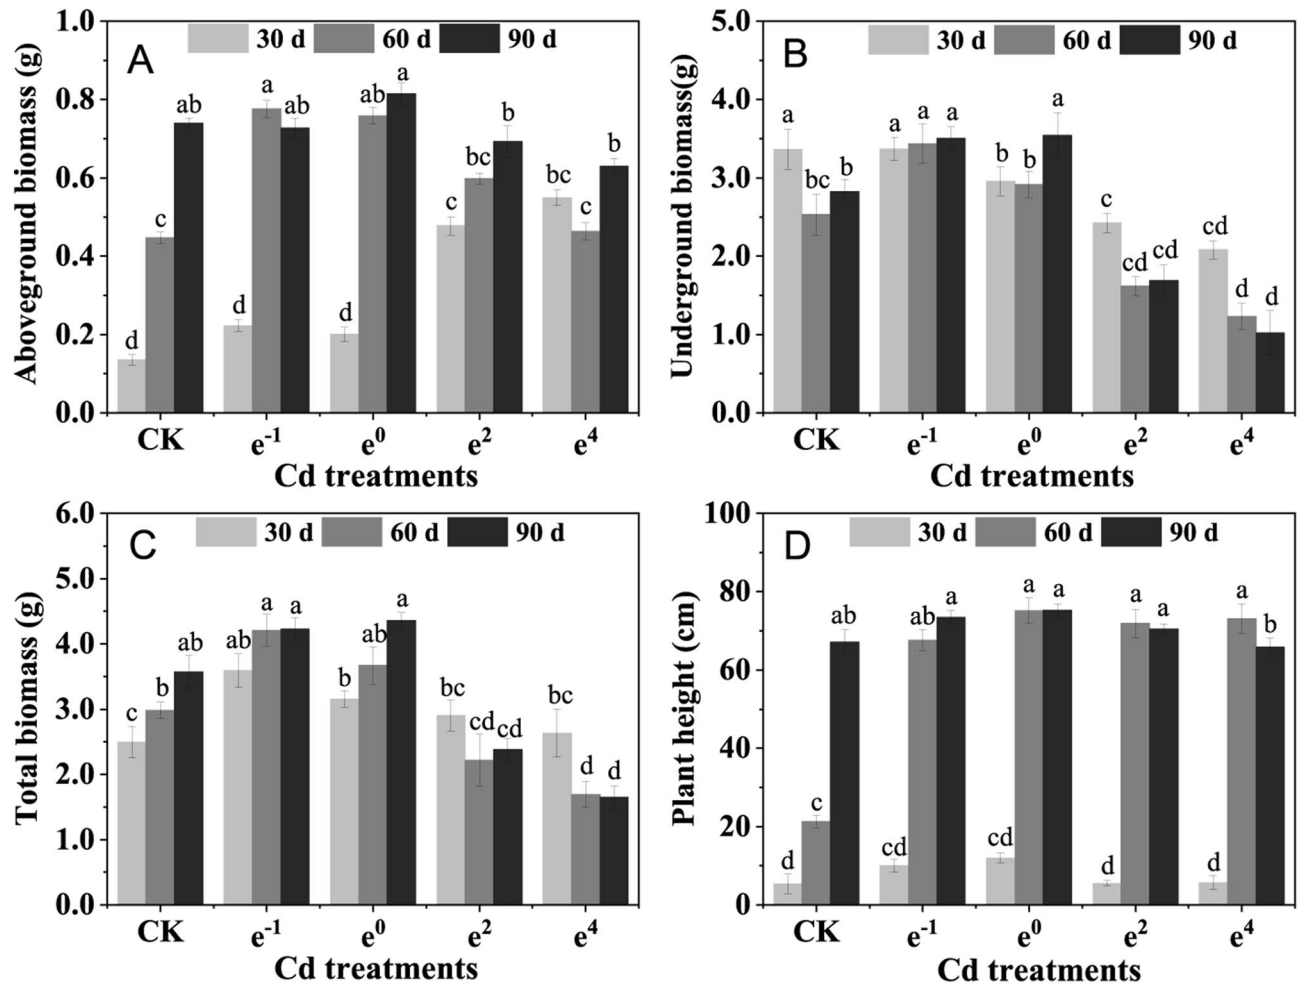 A
30 d 60 d 90 d
Aboveground biomass (g)
1.0
0.8
0.6
0.4
0.2
0.0
d c ab
d a ab
d ab a
c bc b
bc c b
CK e⁻¹ e⁰ e² e⁴
Cd treatments
B
30 d 60 d 90 d
Underground biomass(g)
5.0
4.0
3.0
2.0
1.0
0.0
a bc b
a a a
b b a
c cd cd
cd d d
CK e⁻¹ e⁰ e² e⁴
Cd treatments
C
30 d 60 d 90 d
Total biomass (g)
6.0
5.0
4.0
3.0
2.0
1.0
0.0
c b ab
ab a a
b ab a
bc cd cd
bc d d
CK e⁻¹ e⁰ e² e⁴
Cd treatments
D
30 d 60 d 90 d
Plant height (cm)
100
80
60
40
20
0
d c ab
cd ab a
cd a a
d a a
d a b
CK e⁻¹ e⁰ e² e⁴
Cd treatments